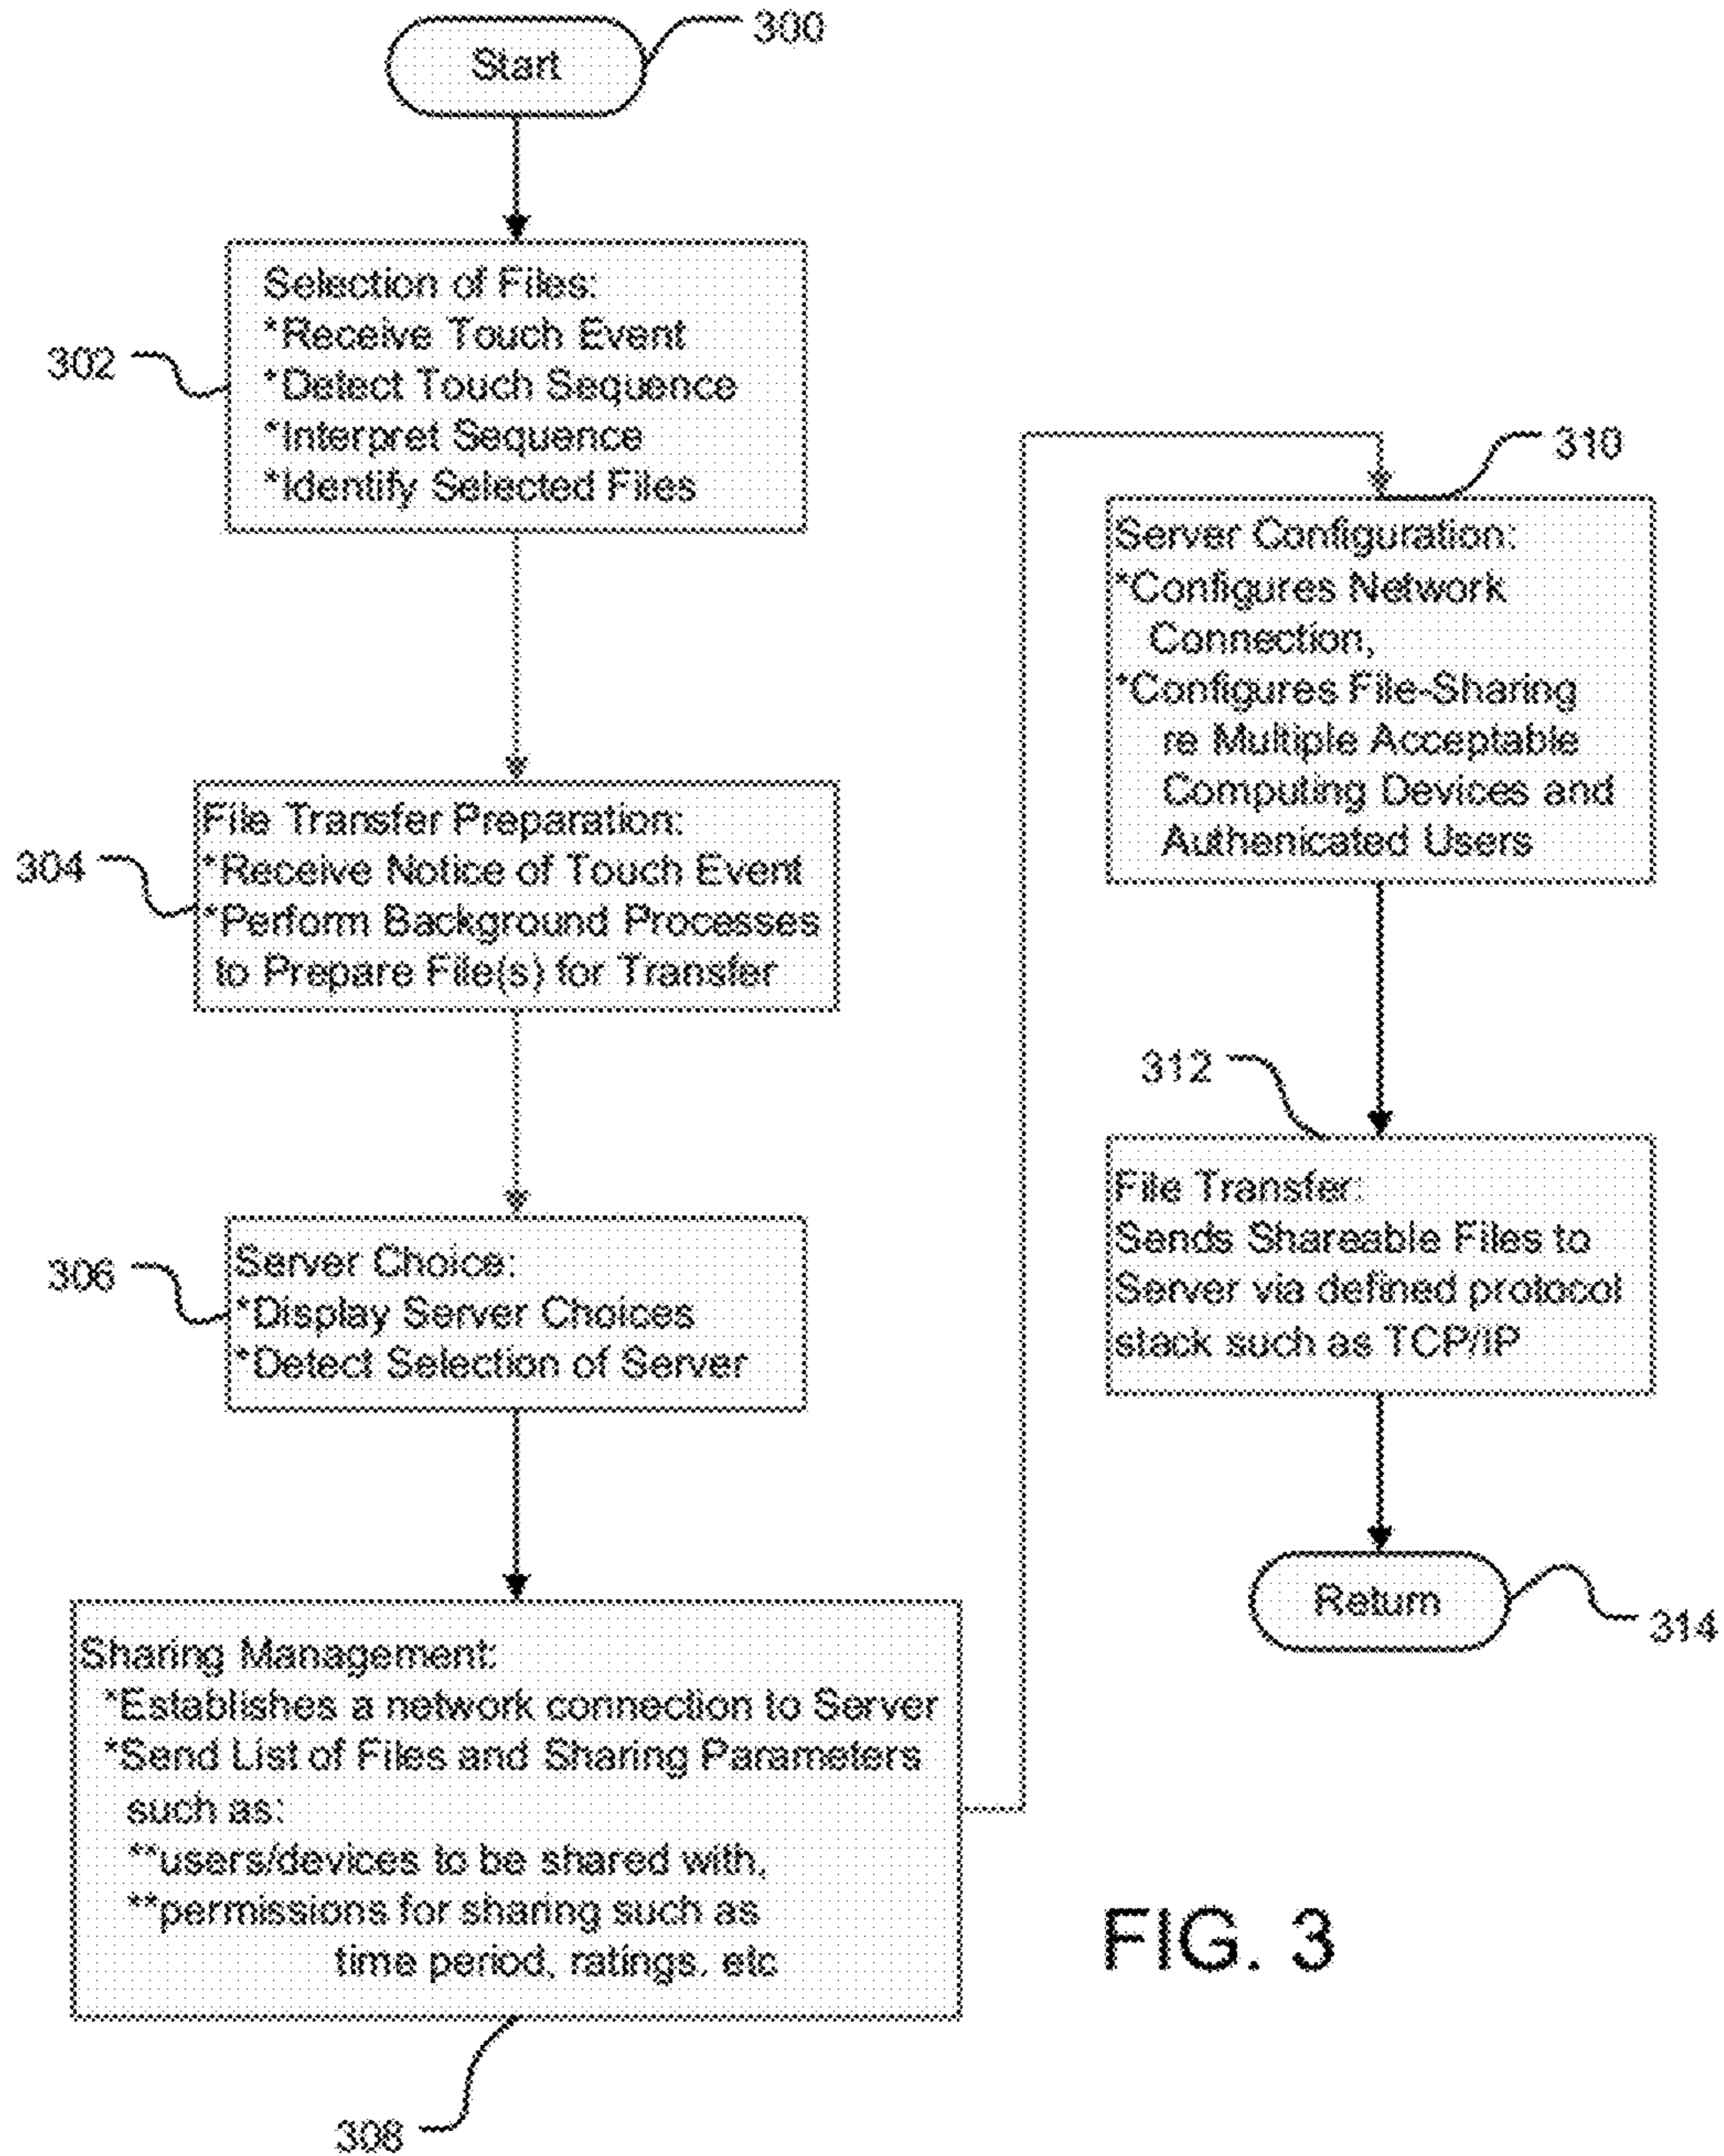 300
Start
302
Selection of Files:
*Receive Touch Event
*Detect Touch Sequence
*Interpret Sequence
*Identify Selected Files
304
File Transfer Preparation:
*Receive Notice of Touch Event
*Perform Background Processes
to Prepare File(s) for Transfer
306
Server Choice:
*Display Server Choices
*Detect Selection of Server
Sharing Management:
*Establishes a network connection to Server
*Send List of Files and Sharing Parameters
such as:
**users/devices to be shared with,
**permissions for sharing such as
time period, ratings, etc
308
310
Server Configuration:
*Configures Network
Connection,
*Configures File-Sharing
re Multiple Acceptable
Computing Devices and
Authenicated Users
312
File Transfer:
Sends Shareable Files to
Server via defined protocol
stack such as TCP/IP
Return
314
FIG. 3